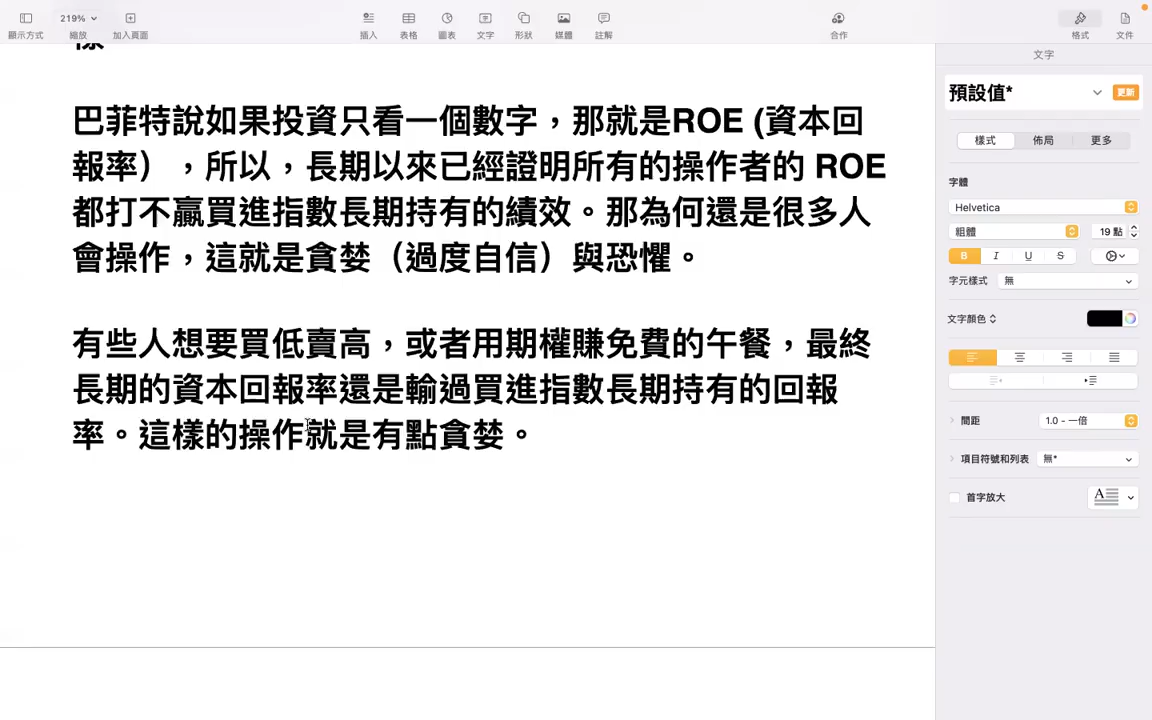 219%
顯示方式
縮放
加入頁面
插入
表格
圖表
文字
形狀
媒體
註解
合作
格式
文件
巴菲特說如果投資只看一個數字，那就是ROE (資本回
報率），所以，長期以來已經證明所有的操作者的 ROE
都打不贏買進指數長期持有的績效。那為何還是很多人
會操作，這就是貪婪（過度自信）與恐懼。
有些人想要買低賣高，或者用期權賺免費的午餐，最終
長期的資本回報率還是輸過買進指數長期持有的回報
率。這樣的操作就是有點貪婪。
文字
預設值*
更新
樣式
佈局
更多
字體
Helvetica
粗體
19 點
B I U S
字元樣式
無
文字顏色
間距
1.0 - 一倍
項目符號和列表
無*
首字放大
A